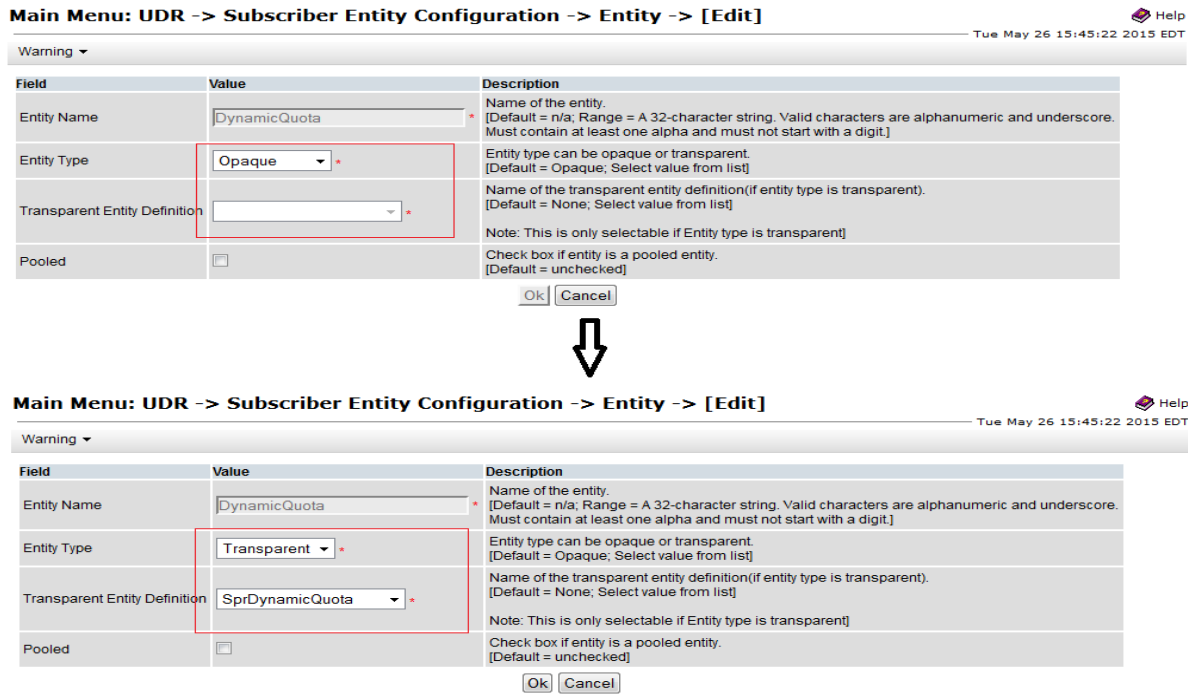 Main Menu: UDR -> Subscriber Entity Configuration -> Entity -> [Edit]
Help
Tue May 26 15:45:22 2015 EDT
Warning
Field Value Description
Entity Name DynamicQuota * Name of the entity.
[Default = n/a; Range = A 32-character string. Valid characters are alphanumeric and underscore.
Must contain at least one alpha and must not start with a digit.]
Entity Type Opaque * Entity type can be opaque or transparent.
[Default = Opaque; Select value from list]
Transparent Entity Definition * Name of the transparent entity definition(if entity type is transparent).
[Default = None; Select value from list]
Note: This is only selectable if Entity type is transparent]
Pooled Check box if entity is a pooled entity.
[Default = unchecked]
Ok Cancel
Main Menu: UDR -> Subscriber Entity Configuration -> Entity -> [Edit]
Help
Tue May 26 15:45:22 2015 EDT
Warning
Field Value Description
Entity Name DynamicQuota * Name of the entity.
[Default = n/a; Range = A 32-character string. Valid characters are alphanumeric and underscore.
Must contain at least one alpha and must not start with a digit.]
Entity Type Transparent * Entity type can be opaque or transparent.
[Default = Opaque; Select value from list]
Transparent Entity Definition SprDynamicQuota * Name of the transparent entity definition(if entity type is transparent).
[Default = None; Select value from list]
Note: This is only selectable if Entity type is transparent]
Pooled Check box if entity is a pooled entity.
[Default = unchecked]
Ok Cancel